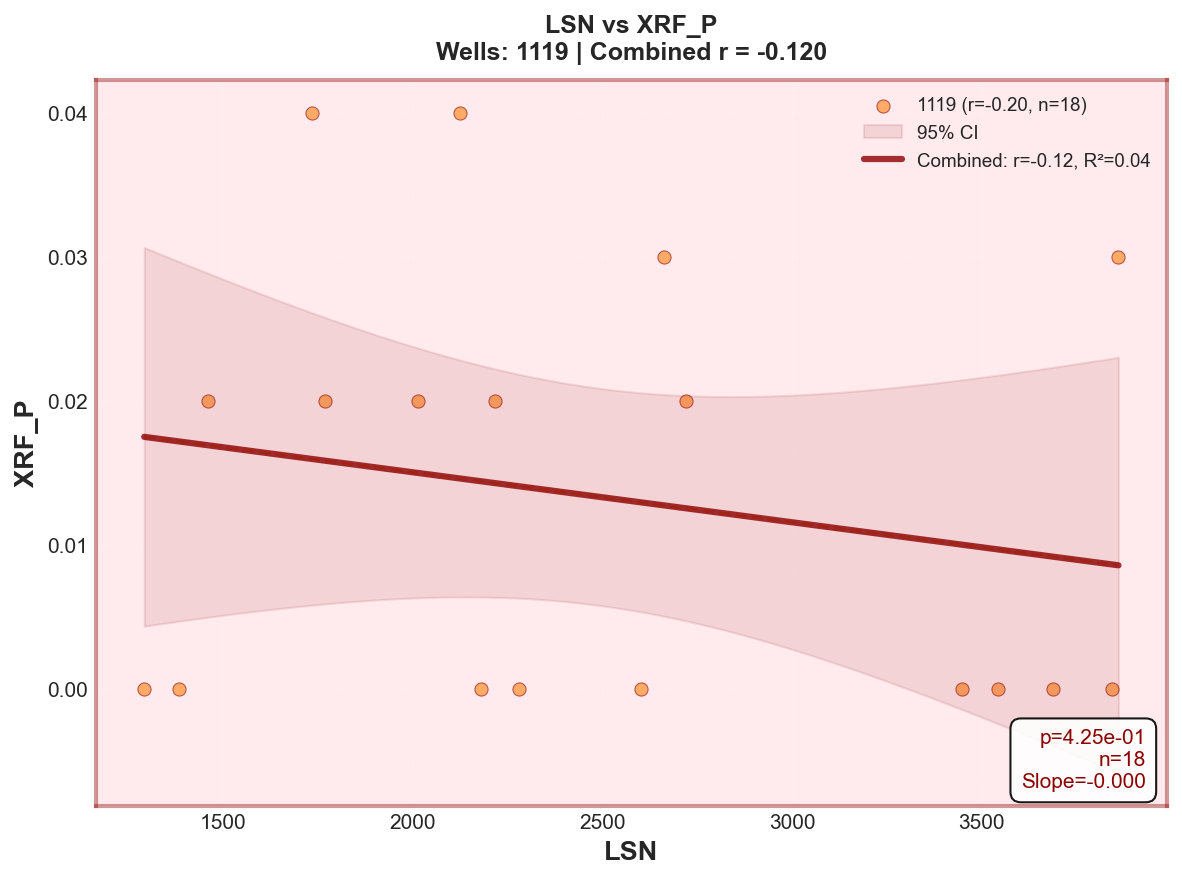 LSN vs XRF_P
Wells: 1119 | Combined r = -0.120
1119 (r=-0.20, n=18)
95% CI
Combined: r=-0.12, R²=0.04
XRF_P
0.04
0.03
0.02
0.01
0.00
p=4.25e-01
n=18
Slope=-0.000
1500 2000 2500 3000 3500
LSN